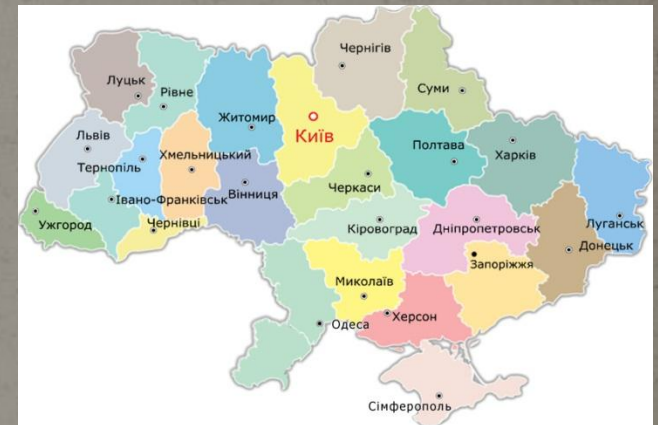 Чернігів
Луцьк
Рівне
Суми
Житомир
Київ
Львів
Тернопіль
Хмельницький
Полтава
Харків
Вінниця
Черкаси
Івано-Франківськ
Ужгород
Чернівці
Кіровоград
Дніпропетровськ
Луганськ
Донецьк
Запоріжжя
Миколаїв
Одеса
Херсон
Сімферополь